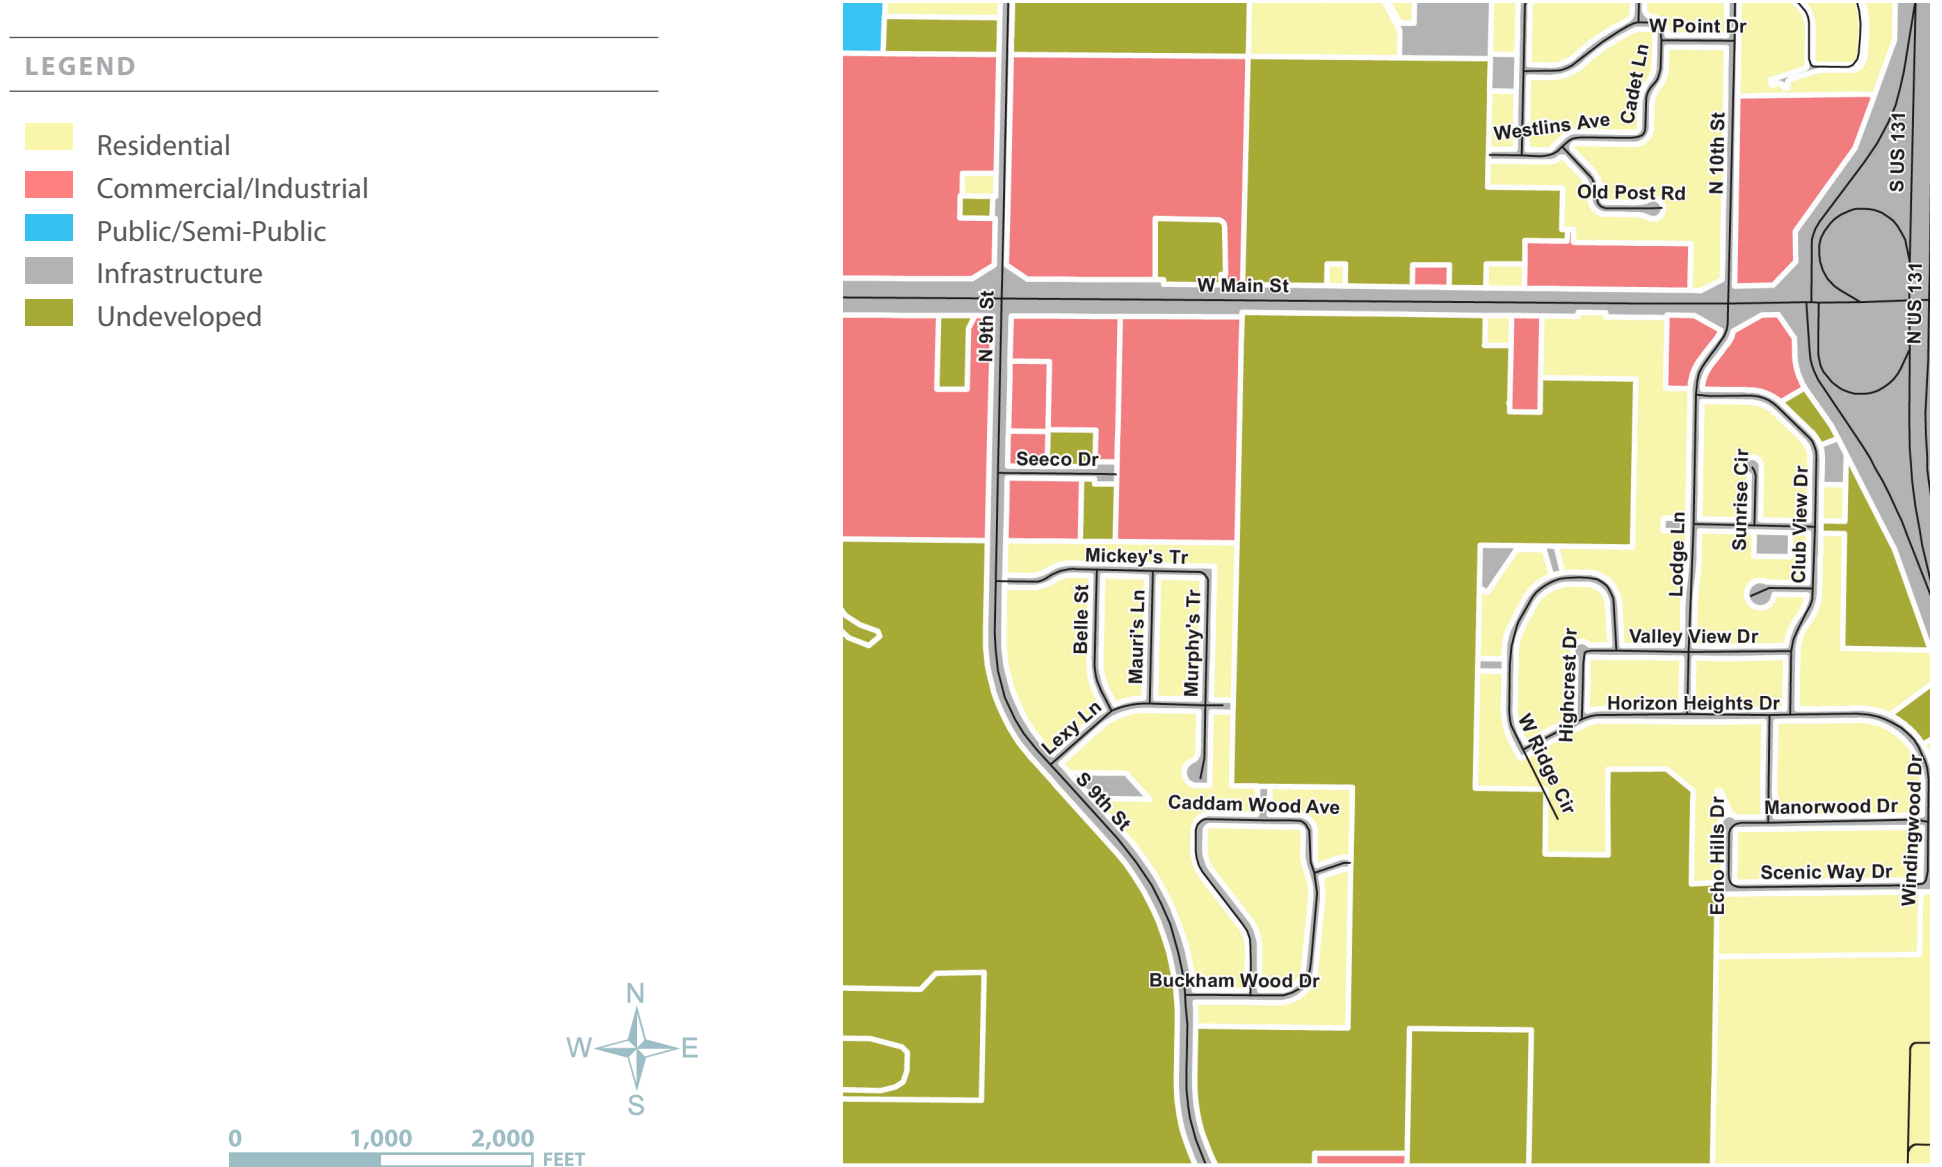 LEGEND
Residential
Commercial/Industrial
Public/Semi-Public
Infrastructure
Undeveloped
N
W E
S
0 1,000 2,000
FEET
W Point Dr
Cadet Ln
Westlins Ave
N 10th St
S US 131
Old Post Rd
W Main St
N US 131
N 9th St
Seeco Dr
Sunrise Cir
Club View Dr
Lodge Ln
Mickey's Tr
Belle St
Mauri's Ln
Murphy's Tr
Valley View Dr
Highcrest Dr
Horizon Heights Dr
Lexy Ln
W Ridge Cir
S 9th St
Caddam Wood Ave
Manorwood Dr
Echo Hills Dr
Windingwood Dr
Scenic Way Dr
Buckham Wood Dr